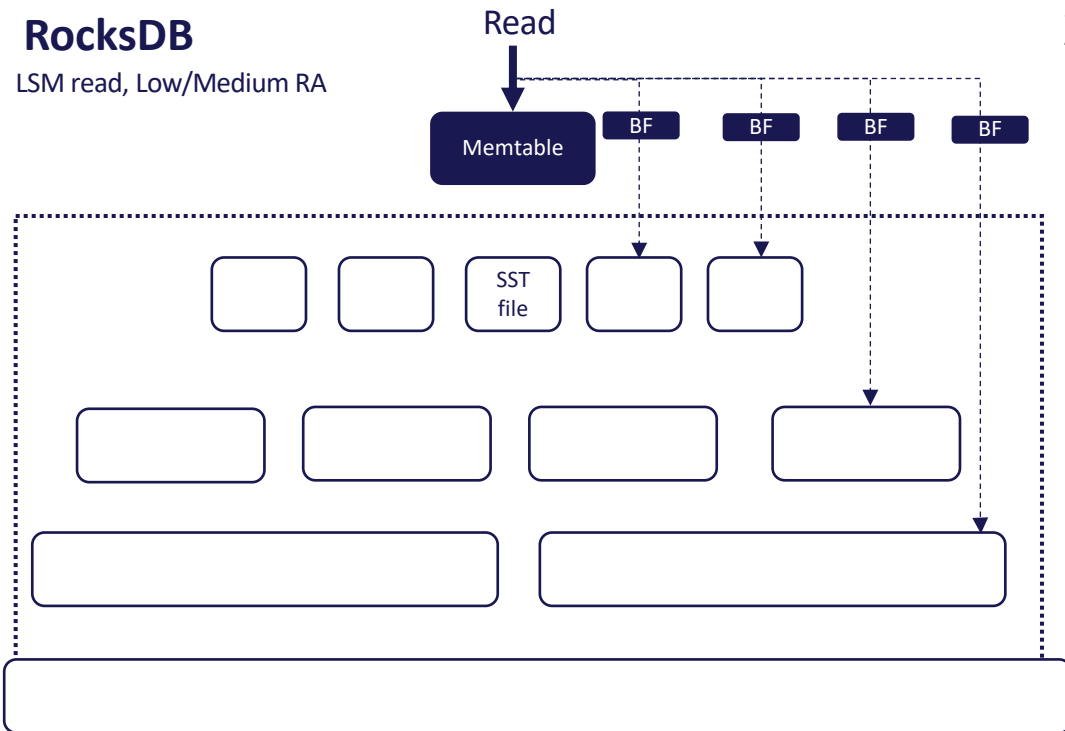 RocksDB
LSM read, Low/Medium RA
Read
Memtable
BF
BF
BF
BF
SST
file